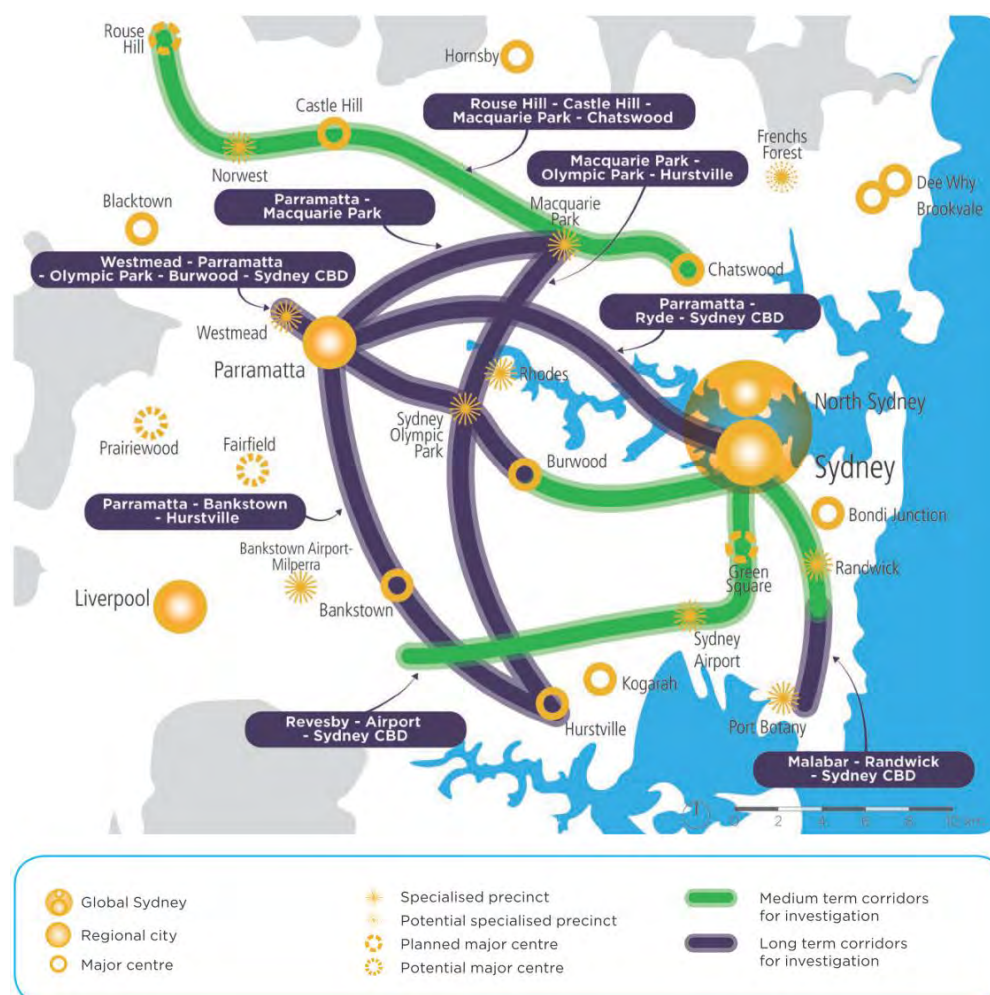 Rouse
Hill
Hornsby
Castle Hill
Rouse Hill - Castle Hill -
Macquarie Park - Chatswood
Frenchs
Forest
Norwest
Macquarie Park -
Olympic Park - Hurstville
Dee Why
Brookvale
Parramatta -
Macquarie Park
Macquarie
Park
Blacktown
Westmead - Parramatta
- Olympic Park - Burwood - Sydney CBD
Chatswood
Parramatta -
Ryde - Sydney CBD
Westmead
Parramatta
Rhodes
North Sydney
Sydney
Olympic
Park
Prairiewood
Fairfield
Burwood
Sydney
Parramatta - Bankstown
- Hurstville
Bondi Junction
Bankstown Airport-
Milperra
Green
Square
Randwick
Liverpool
Bankstown
Sydney
Airport
Kogarah
Revesby - Airport
- Sydney CBD
Hurstville
Port Botany
Malabar - Randwick
- Sydney CBD
0 2 4 6 8
Global Sydney
Regional city
Major centre
Specialised precinct
Potential specialised precinct
Planned major centre
Potential major centre
Medium term corridors
for investigation
Long term corridors
for investigation